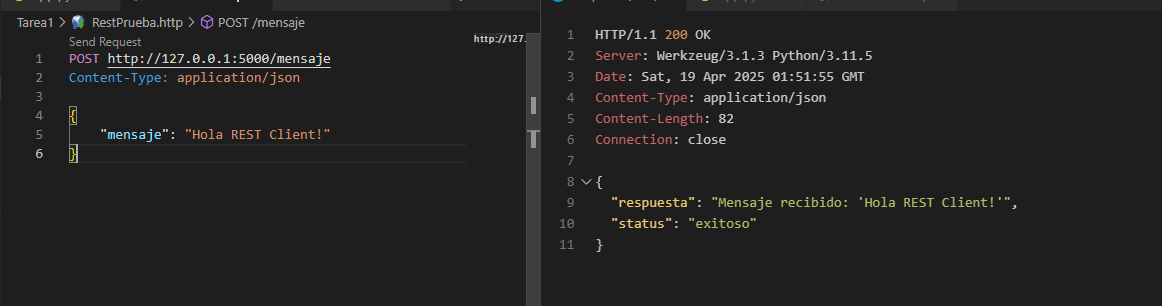 Tarea1 > RestPrueba.http > POST /mensaje
Send Request
1 POST http://127.0.0.1:5000/mensaje
2 Content-Type: application/json
3
4 {
5 "mensaje": "Hola REST Client!"
6 }
http://127.
1 HTTP/1.1 200 OK
2 Server: Werkzeug/3.1.3 Python/3.11.5
3 Date: Sat, 19 Apr 2025 01:51:55 GMT
4 Content-Type: application/json
5 Content-Length: 82
6 Connection: close
7
8 {
9 "respuesta": "Mensaje recibido: 'Hola REST Client!'",
10 "status": "exitoso"
11 }